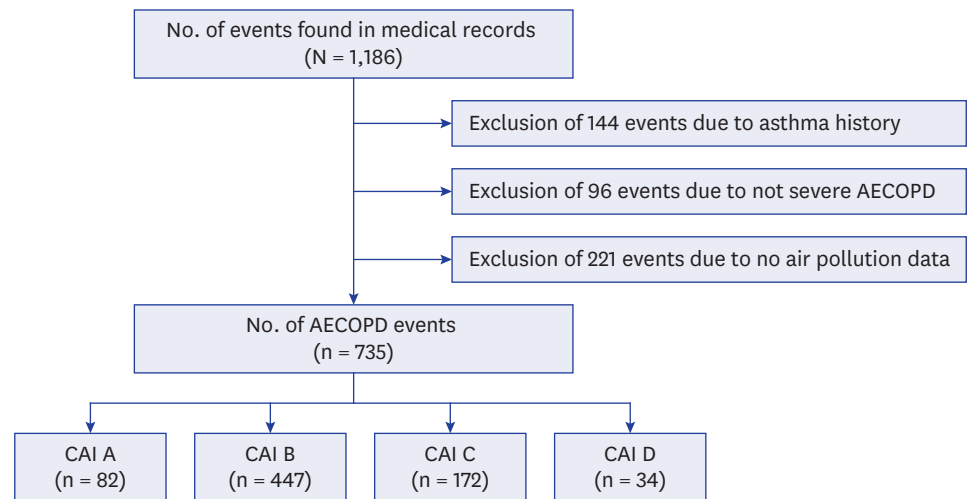 No. of events found in medical records
(N = 1,186)
Exclusion of 144 events due to asthma history
Exclusion of 96 events due to not severe AECOPD
Exclusion of 221 events due to no air pollution data
No. of AECOPD events
(n = 735)
CAI A
(n = 82)
CAI B
(n = 447)
CAI C
(n = 172)
CAI D
(n = 34)